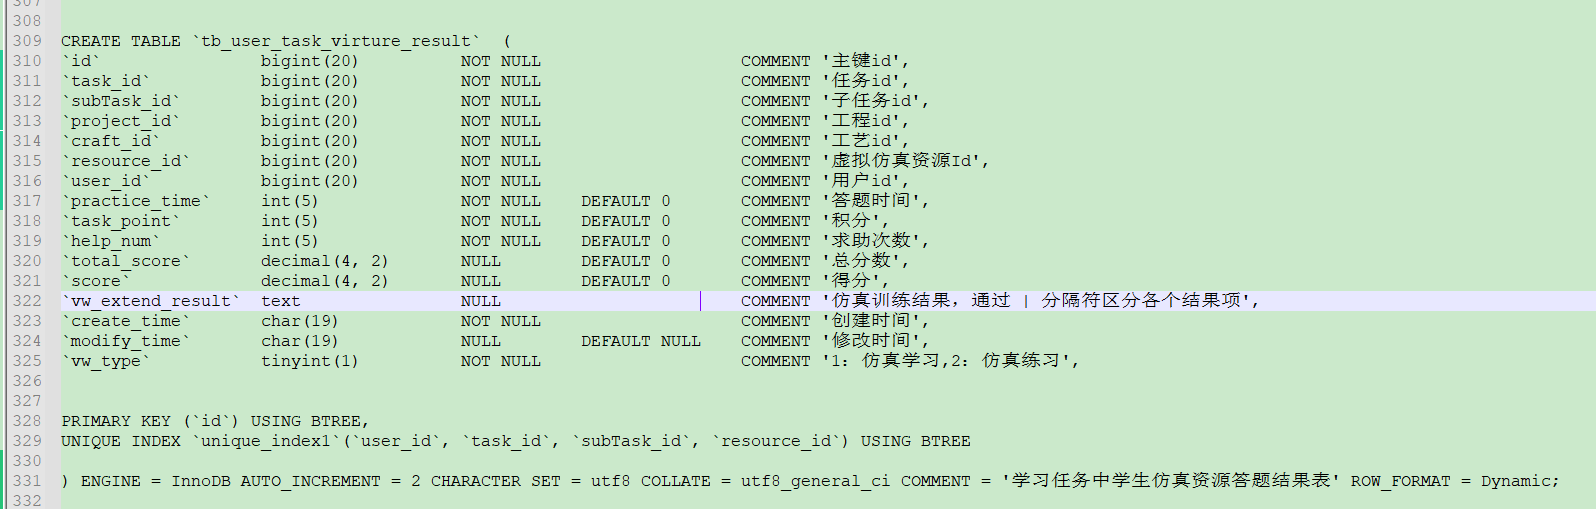 307
308
309 CREATE TABLE `tb_user_task_virture_result`  (
310 `id` bigint(20) NOT NULL COMMENT '主键id',
311 `task_id` bigint(20) NOT NULL COMMENT '任务id',
312 `subTask_id` bigint(20) NOT NULL COMMENT '子任务id',
313 `project_id` bigint(20) NOT NULL COMMENT '工程id',
314 `craft_id` bigint(20) NOT NULL COMMENT '工艺id',
315 `resource_id` bigint(20) NOT NULL COMMENT '虚拟仿真资源Id',
316 `user_id` bigint(20) NOT NULL COMMENT '用户id',
317 `practice_time` int(5) NOT NULL DEFAULT 0 COMMENT '答题时间',
318 `task_point` int(5) NOT NULL DEFAULT 0 COMMENT '积分',
319 `help_num` int(5) NOT NULL DEFAULT 0 COMMENT '求助次数',
320 `total_score` decimal(4, 2) NULL DEFAULT 0 COMMENT '总分数',
321 `score` decimal(4, 2) NULL DEFAULT 0 COMMENT '得分',
322 `vw_extend_result` text NULL COMMENT '仿真训练结果，通过 | 分隔符区分各个结果项',
323 `create_time` char(19) NOT NULL COMMENT '创建时间',
324 `modify_time` char(19) NULL DEFAULT NULL COMMENT '修改时间',
325 `vw_type` tinyint(1) NOT NULL COMMENT '1：仿真学习,2：仿真练习',
326
327
328 PRIMARY KEY (`id`) USING BTREE,
329 UNIQUE INDEX `unique_index1`(`user_id`, `task_id`, `subTask_id`, `resource_id`) USING BTREE
330
331 ) ENGINE = InnoDB AUTO_INCREMENT = 2 CHARACTER SET = utf8 COLLATE = utf8_general_ci COMMENT = '学习任务中学生仿真资源答题结果表' ROW_FORMAT = Dynamic;
332